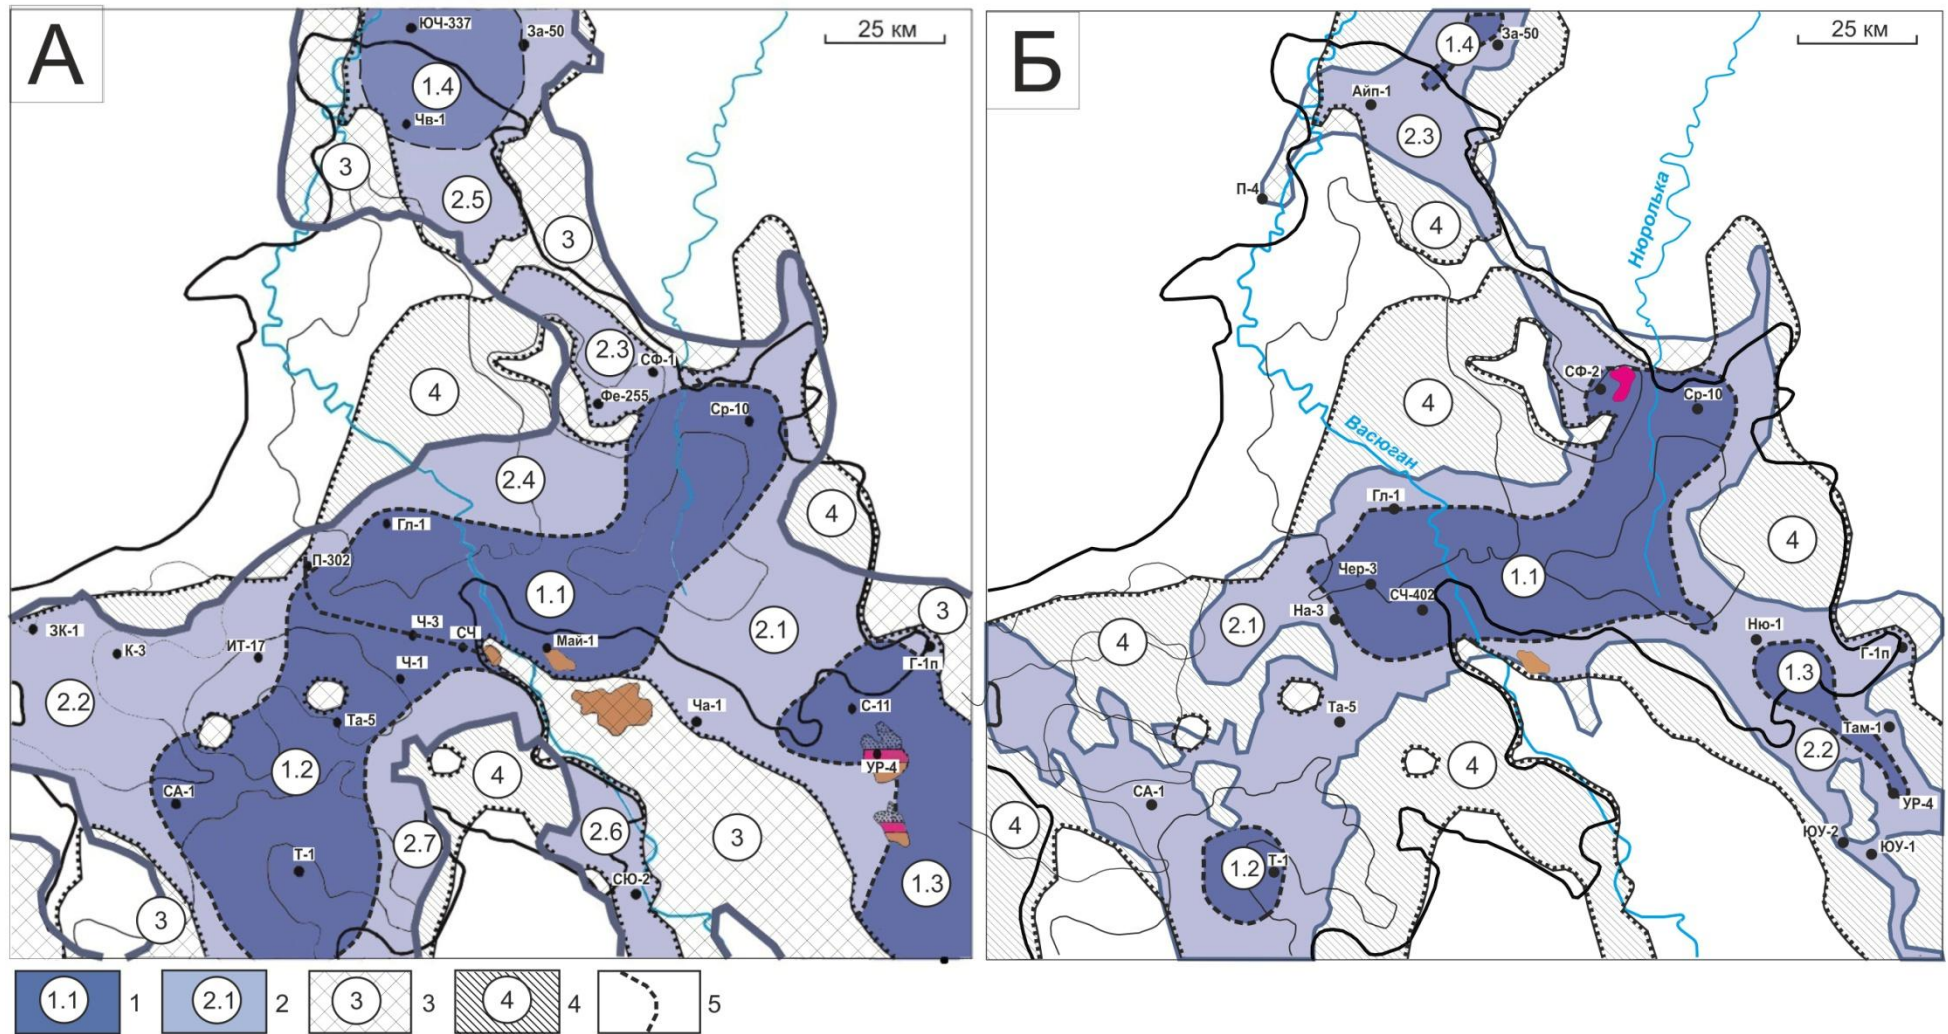 А
25 км
ЮЧ-337
За-50
1.4
Чв-1
3
2.5
3
2.3
СФ-1
4
Фе-255
Ср-10
2.4
4
Гл-1
П-302
1.1
3
ЗК-1
Ч-3
СЧ
Май-1
2.1
К-3
ИТ-17
Г-1п
Ч-1
2.2
Та-5
Ча-1
С-11
1.2
4
УР-4
СА-1
2.6
3
2.7
Т-1
СЮ-2
1.3
3
Б
25 км
1.4
За-50
Айп-1
2.3
П-4
4
Нюролька
СФ-2
4
Ср-10
Васюган
Гл-1
4
Чер-3
1.1
СЧ-402
На-3
2.1
4
Ню-1
Г-1п
1.3
Та-5
Там-1
2.2
4
СА-1
УР-4
4
ЮУ-2
ЮУ-1
1.2
Т-1
1.1 1
2.1 2
3 3
4 4
5